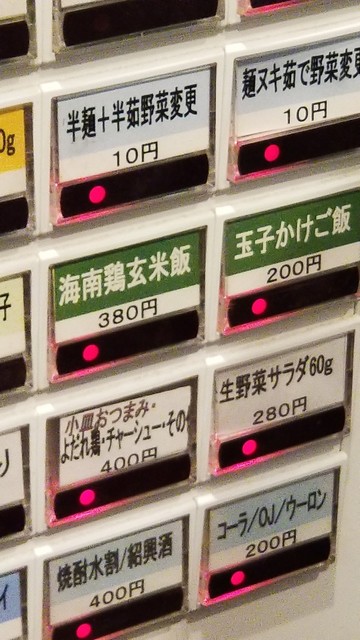 半麺＋半茹野菜変更
10円
麺ヌキ茹で野菜変更
10円
0g
海南鶏玄米飯
380円
玉子かけご飯
200円
子
小皿おつまみ・
よだれ鶏・チャーシュー・その
400円
生野菜サラダ60g
280円
り
焼酎水割/紹興酒
400円
コーラ/OJ/ウーロン
200円
イ